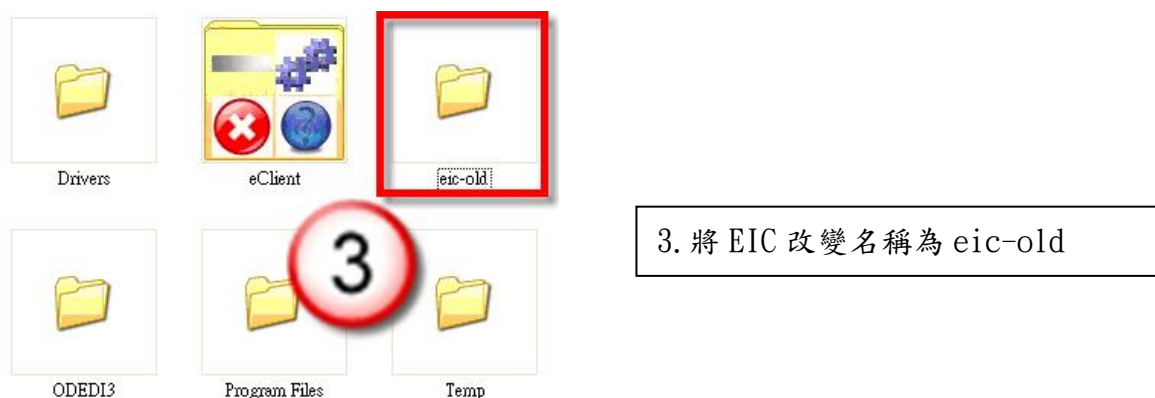 Drivers
eClient
eic-old
3
ODEDI3
Program Files
Temp
3.將 EIC 改變名稱為 eic-old